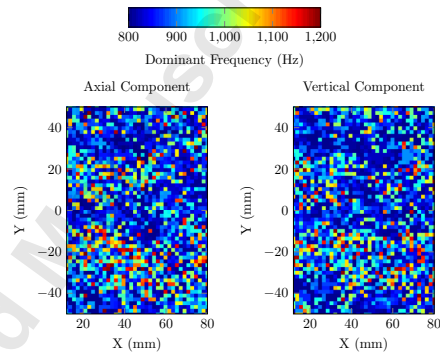 800 900 1,000 1,100 1,200
Dominant Frequency (Hz)
Axial Component Vertical Component
40 40
20 20
0 0
−20 −20
−40 −40
Y (mm) Y (mm)
20 40 60 80 20 40 60 80
X (mm) X (mm)